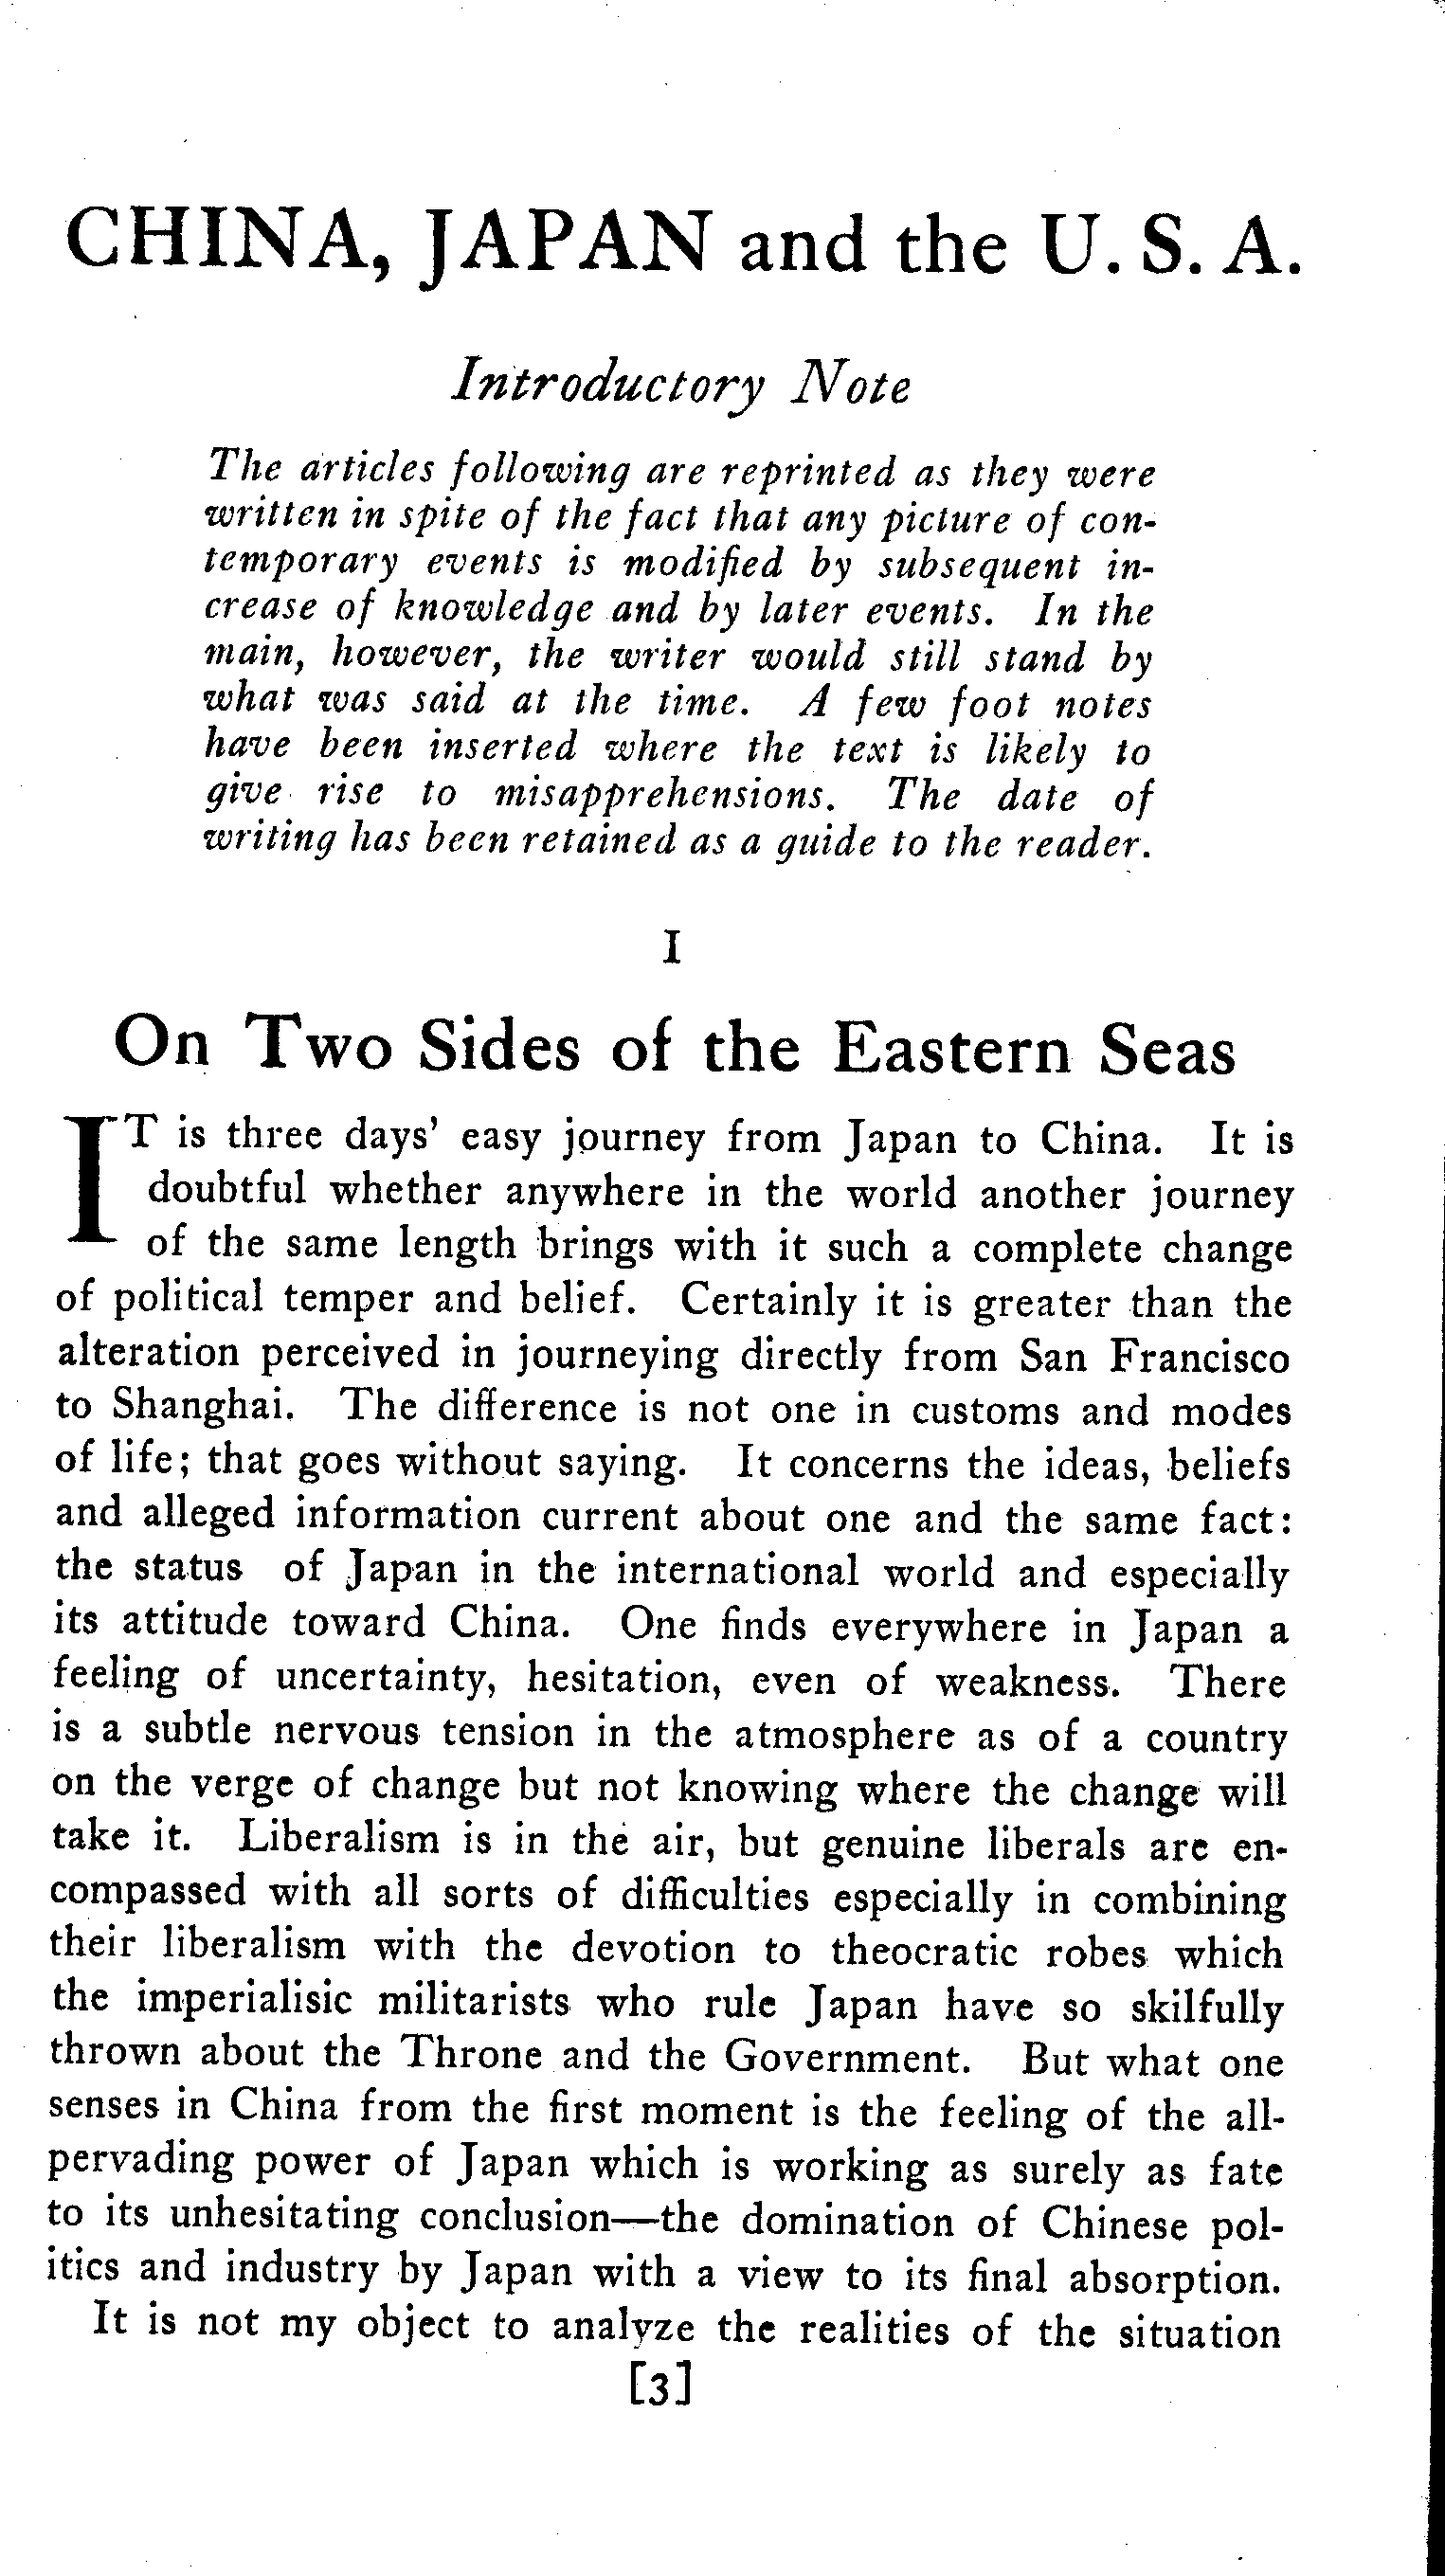 CHINA, JAPAN and the U. S. A.
Introductory Note
The articles following are reprinted as they were
written in spite of the fact that any picture of con-
temporary events is modified by subsequent in-
crease of knowledge and by later events. In the
main, however, the writer would still stand by
what was said at the time. A few foot notes
have been inserted where the text is likely to
give rise to misapprehensions. The date of
writing has been retained as a guide to the reader.
I
On Two Sides of the Eastern Seas
IT is three days' easy journey from Japan to China. It is
doubtful whether anywhere in the world another journey
of the same length brings with it such a complete change
of political temper and belief. Certainly it is greater than the
alteration perceived in journeying directly from San Francisco
to Shanghai. The difference is not one in customs and modes
of life; that goes without saying. It concerns the ideas, beliefs
and alleged information current about one and the same fact:
the status of Japan in the international world and especially
its attitude toward China. One finds everywhere in Japan a
feeling of uncertainty, hesitation, even of weakness. There
is a subtle nervous tension in the atmosphere as of a country
on the verge of change but not knowing where the change will
take it. Liberalism is in the air, but genuine liberals are en-
compassed with all sorts of difficulties especially in combining
their liberalism with the devotion to theocratic robes which
the imperialisic militarists who rule Japan have so skilfully
thrown about the Throne and the Government. But what one
senses in China from the first moment is the feeling of the all-
pervading power of Japan which is working as surely as fate
to its unhesitating conclusion—the domination of Chinese pol-
itics and industry by Japan with a view to its final absorption.
It is not my object to analyze the realities of the situation
[3]